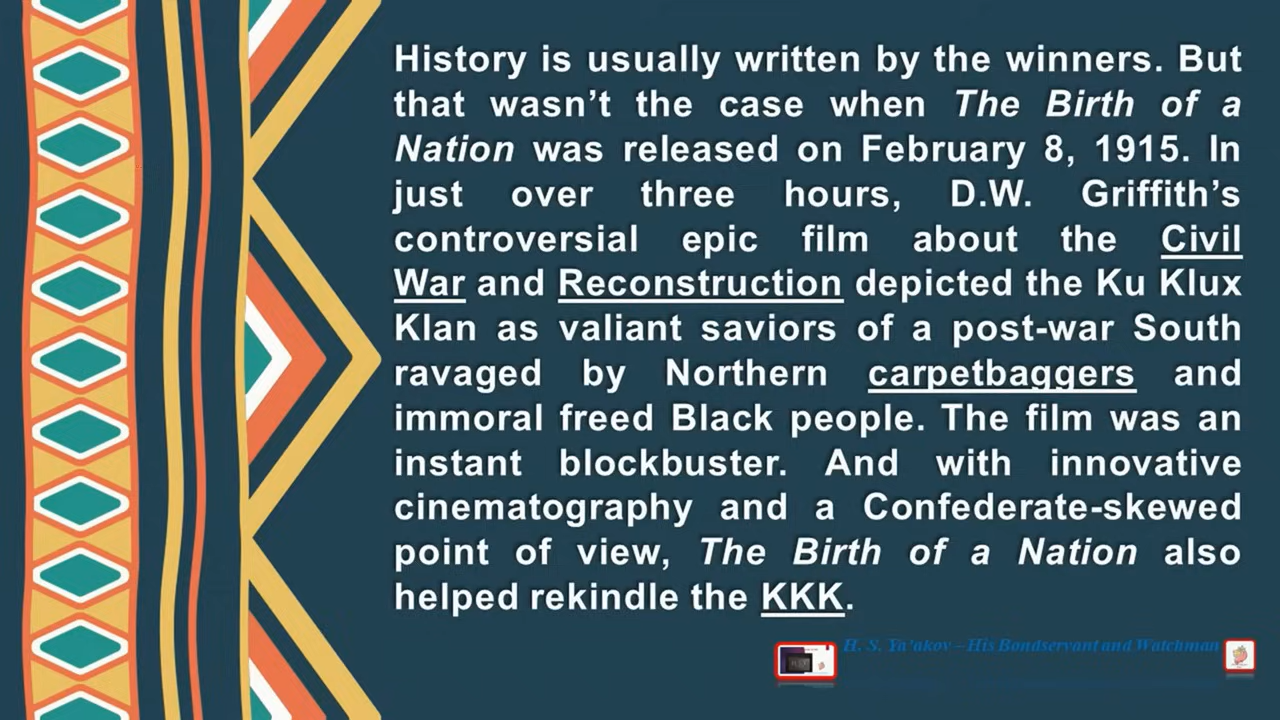 History is usually written by the winners. But
that wasn’t the case when The Birth of a
Nation was released on February 8, 1915. In
just over three hours, D.W. Griffith’s
controversial epic film about the Civil
War and Reconstruction depicted the Ku Klux
Klan as valiant saviors of a post-war South
ravaged by Northern carpetbaggers and
immoral freed Black people. The film was an
instant blockbuster. And with innovative
cinematography and a Confederate-skewed
point of view, The Birth of a Nation also
helped rekindle the KKK.
H. S. Ya’akov – His Bondservant and Watchman